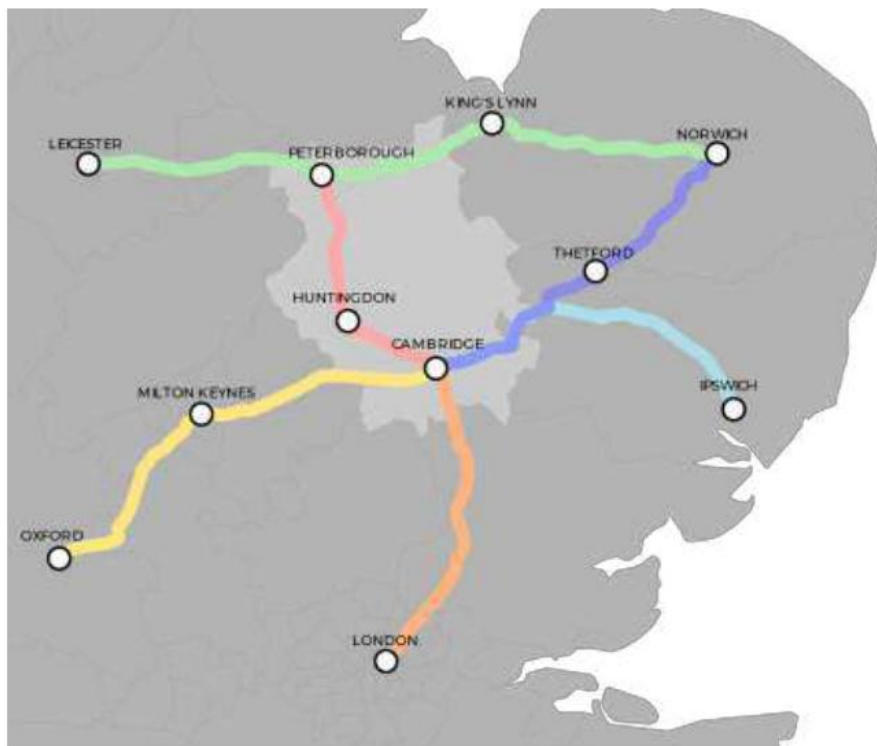 KING'S LYNN
NORWICH
LEICESTER
PETERBOROUGH
THETFORD
HUNTINGDON
CAMBRIDGE
MILTON KEYNES
IPSWICH
OXFORD
LONDON